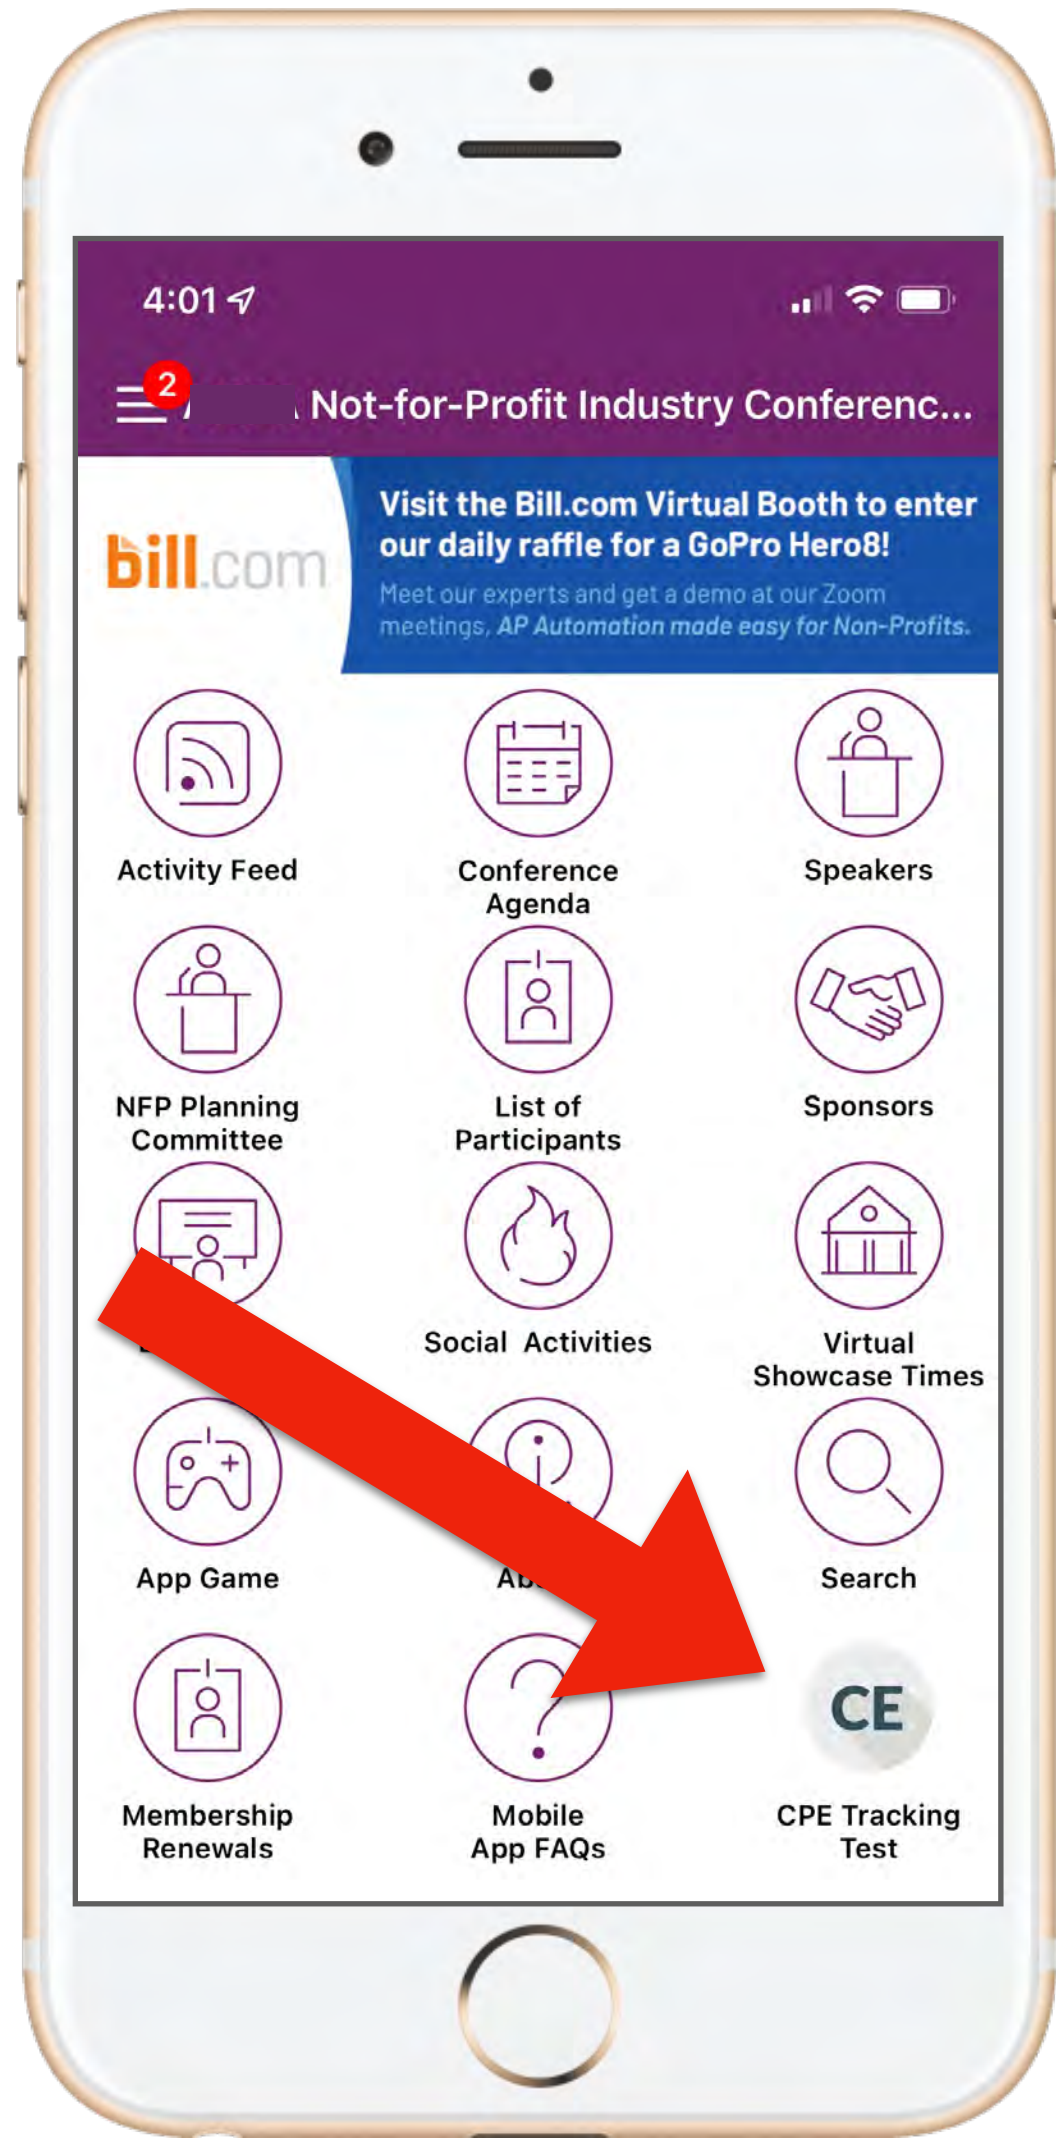 4:01
2
Not-for-Profit Industry Conferenc...
bill.com
Visit the Bill.com Virtual Booth to enter
our daily raffle for a GoPro Hero8!
Meet our experts and get a demo at our Zoom
meetings, AP Automation made easy for Non-Profits.
Activity Feed
Conference
Agenda
Speakers
NFP Planning
Committee
List of
Participants
Sponsors
Social Activities
Virtual
Showcase Times
App Game
Search
CE
Membership
Renewals
Mobile
App FAQs
CPE Tracking
Test